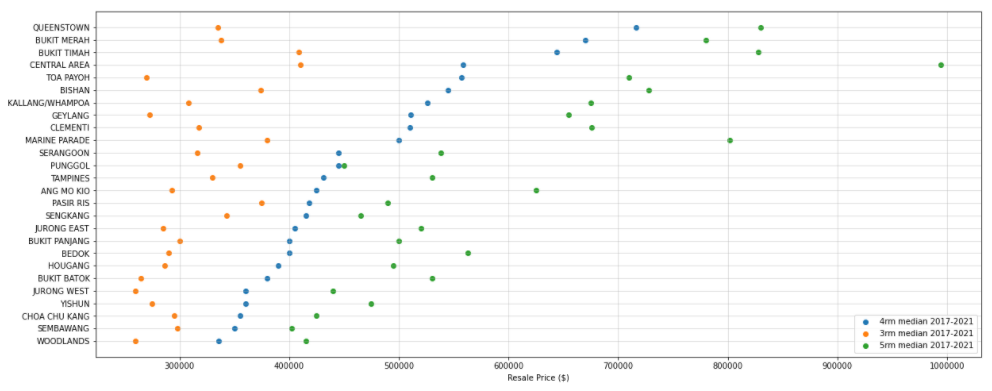 QUEENSTOWN
BUKIT MERAH
BUKIT TIMAH
CENTRAL AREA
TOA PAYOH
BISHAN
KALLANG/WHAMPOA
GEYLANG
CLEMENTI
MARINE PARADE
SERANGOON
PUNGGOL
TAMPINES
ANG MO KIO
PASIR RIS
SENGKANG
JURONG EAST
BUKIT PANJANG
BEDOK
HOUGANG
BUKIT BATOK
JURONG WEST
YISHUN
CHOA CHU KANG
SEMBAWANG
WOODLANDS
4rm median 2017-2021
3rm median 2017-2021
5rm median 2017-2021
300000 400000 500000 600000 700000 800000 900000 1000000
Resale Price ($)